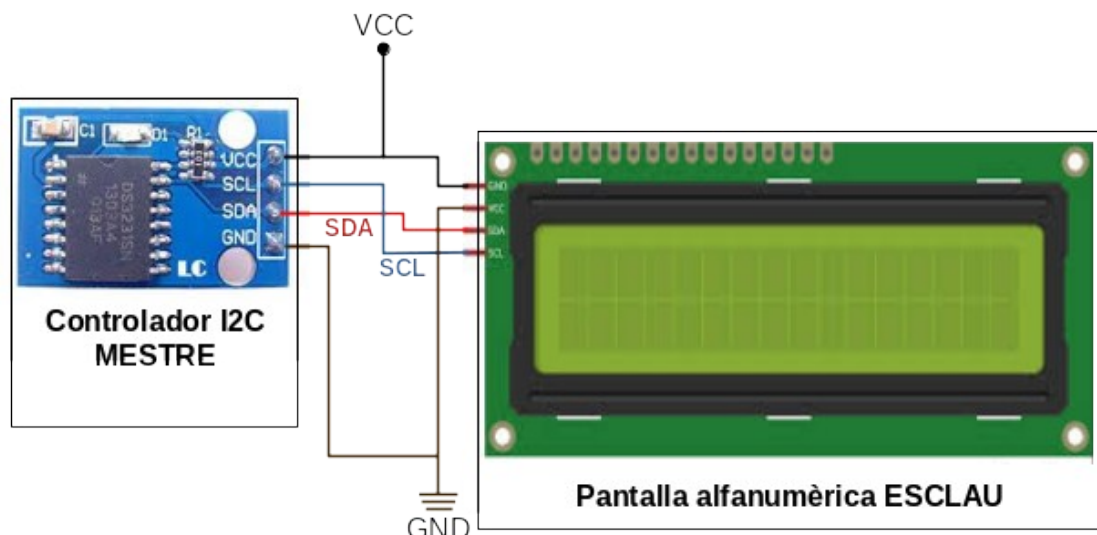 VCC
C1
D1
R1
VCC
SCL
SDA
GND
LC
SDA
SCL
GND
VCC
SDA
SCL
Controlador I2C
MESTRE
Pantalla alfanumèrica ESCLAU
GND